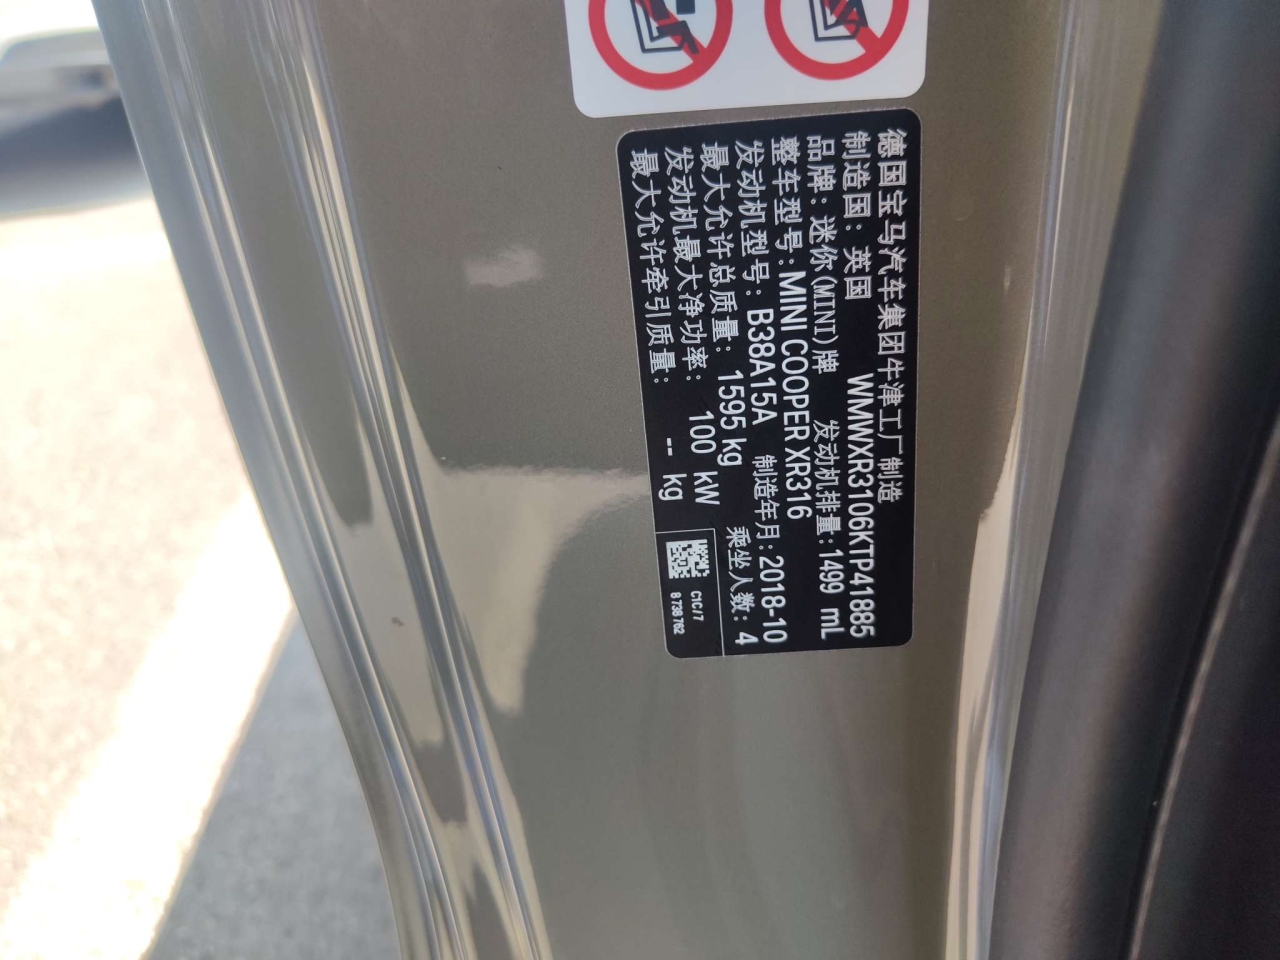 德国宝马汽车集团牛津工厂制造
制造国: 英国 WMWXR3106KTP41885
品牌: 迷你(MINI)牌 发动机排量: 1499 mL
整车型号: MINI COOPER XR316
发动机型号: B38A15A 制造年月: 2018-10
最大允许总质量: 1595 kg 乘坐人数: 4
发动机最大净功率: 100 kW
最大允许牵引质量: -- kg
C1C/7
8 738 762